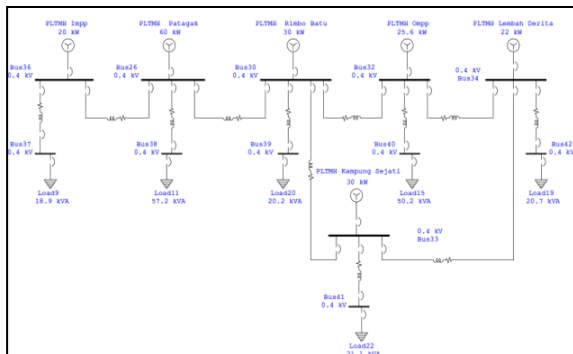 PLTMH Impp
20 kW
PLTMH Patagak
60 kW
PLTMH Rimbo Batu
30 kW
PLTMH Ompp
25.6 kW
PLTMH Lembah Derita
22 kW
Bus36
0.4 kV
Bus26
0.4 kV
Bus30
0.4 kV
Bus32
0.4 kV
0.4 kV
Bus34
Bus37
0.4 kV
Bus38
0.4 kV
Bus39
0.4 kV
Bus40
0.4 kV
Bus42
0.4 kV
Load9
18.9 kVA
Load11
57.2 kVA
Load20
20.2 kVA
Load15
50.2 kVA
Load19
20.7 kVA
PLTMH Kampung Sejati
30 kW
0.4 kV
Bus33
Bus41
0.4 kV
Load22
21.1 kVA